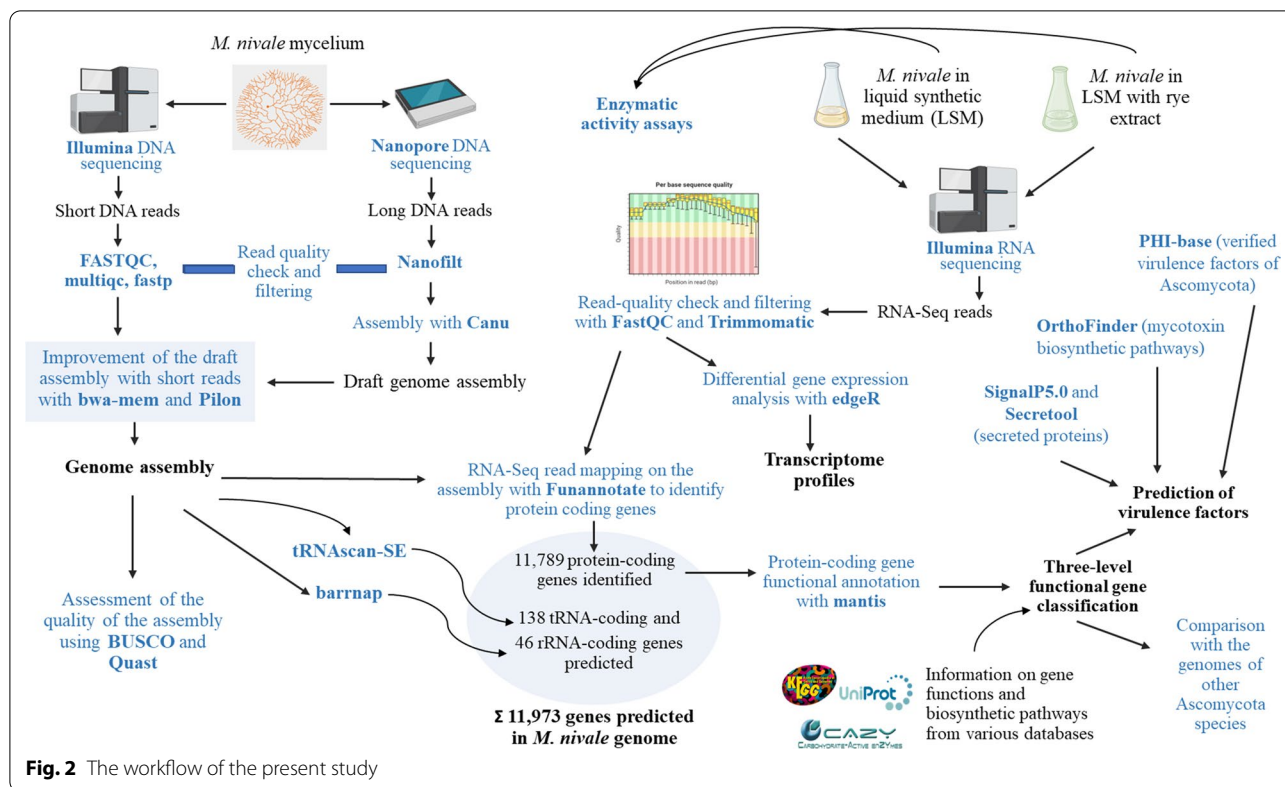 M. nivale mycelium
Illumina DNA
sequencing
Nanopore DNA
sequencing
Short DNA reads
Long DNA reads
FASTQC,
multiqc, fastp
Read quality
check and
filtering
Nanofilt
Assembly with Canu
Improvement of the draft
assembly with short reads
with bwa-mem and Pilon
Draft genome assembly
Genome assembly
tRNAscan-SE
barrnap
Assessment of the
quality of the assembly
using BUSCO and
Quast
Enzymatic
activity assays
M. nivale in
liquid synthetic
medium (LSM)
M. nivale in
LSM with rye
extract
Illumina RNA
sequencing
RNA-Seq reads
Per base sequence quality
Quality
Position in read (bp)
Read-quality check and filtering
with FastQC and Trimmomatic
Differential gene expression
analysis with edgeR
Transcriptome
profiles
RNA-Seq read mapping on the
assembly with Funannotate to identify
protein coding genes
11,789 protein-coding
genes identified
138 tRNA-coding and
46 rRNA-coding genes
predicted
Σ 11,973 genes predicted
in M. nivale genome
Protein-coding gene
functional annotation
with mantis
PHI-base (verified
virulence factors of
Ascomycota)
OrthoFinder (mycotoxin
biosynthetic pathways)
SignalP5.0 and
Secretool
(secreted proteins)
Prediction of
virulence factors
Three-level
functional gene
classification
Comparison with
the genomes of
other
Ascomycota
species
KEGG
UniProt
CAZY
CARBOHYDRATE-ACTIVE ENZYMES
Information on gene
functions and
biosynthetic pathways
from various databases
Fig. 2 The workflow of the present study